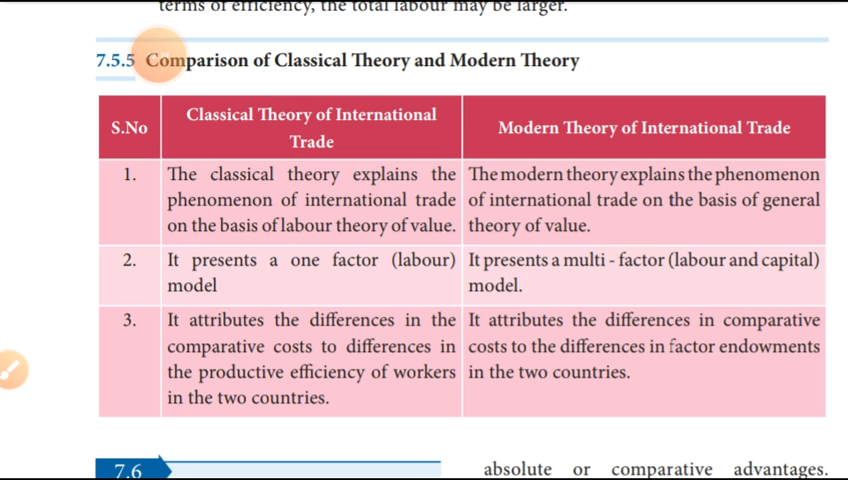 terms of efficiency, the total labour may be larger.
7.5.5 Comparison of Classical Theory and Modern Theory
S.No
Classical Theory of International
Trade
Modern Theory of International Trade
1.
The classical theory explains the
phenomenon of international trade
on the basis of labour theory of value.
The modern theory explains the phenomenon
of international trade on the basis of general
theory of value.
2.
It presents a one factor (labour)
model
It presents a multi - factor (labour and capital)
model.
3.
It attributes the differences in the
comparative costs to differences in
the productive efficiency of workers
in the two countries.
It attributes the differences in comparative
costs to the differences in factor endowments
in the two countries.
7.6
absolute or comparative advantages.